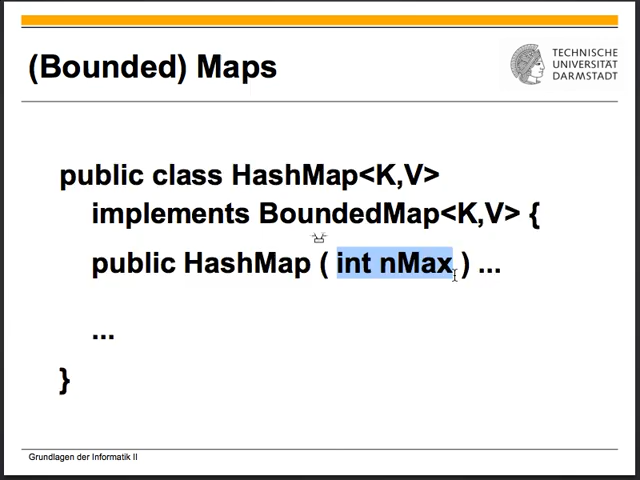 (Bounded) Maps
TECHNISCHE
UNIVERSITÄT
DARMSTADT
public class HashMap<K,V>
implements BoundedMap<K,V> {
public HashMap ( int nMax ) ...
...
}
Grundlagen der Informatik II